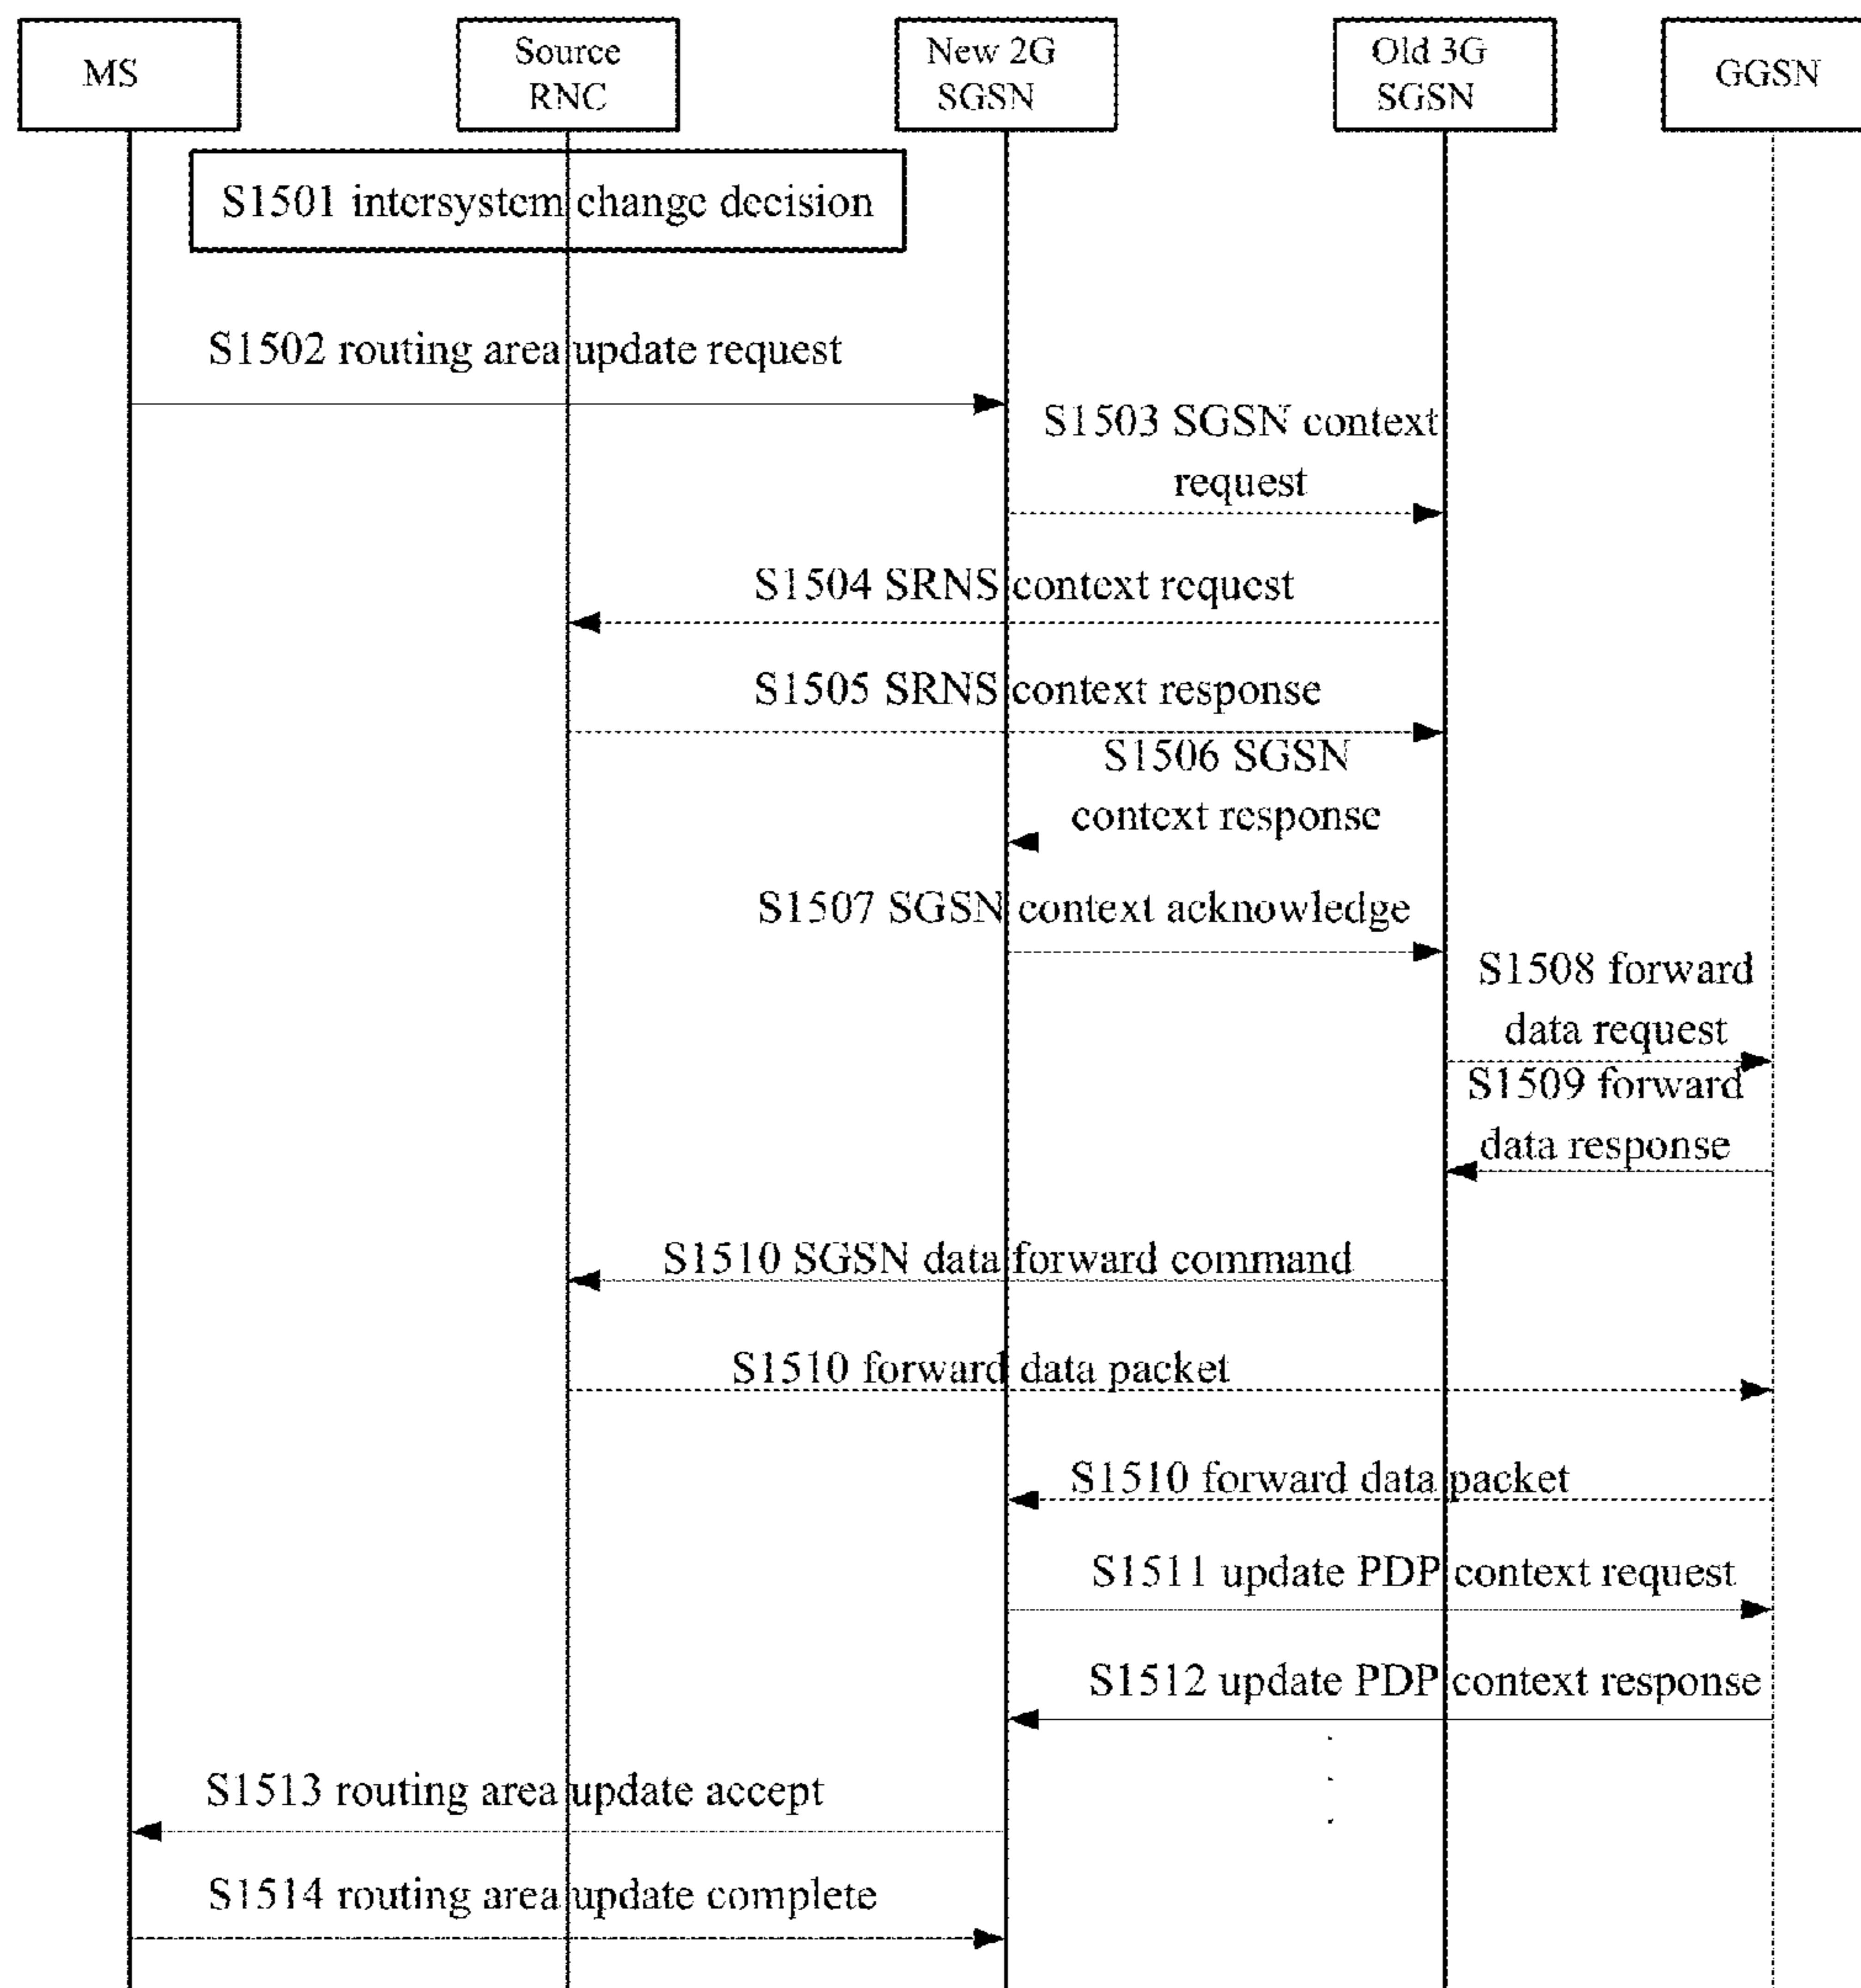 MS
Source
RNC
New 2G
SGSN
Old 3G
SGSN
GGSN
S1501 intersystem change decision
S1502 routing area update request
S1503 SGSN context
request
S1504 SRNS context request
S1505 SRNS context response
S1506 SGSN
context response
S1507 SGSN context acknowledge
S1508 forward
data request
S1509 forward
data response
S1510 SGSN data forward command
S1510 forward data packet
S1510 forward data packet
S1511 update PDP context request
S1512 update PDP context response
S1513 routing area update accept
S1514 routing area update complete